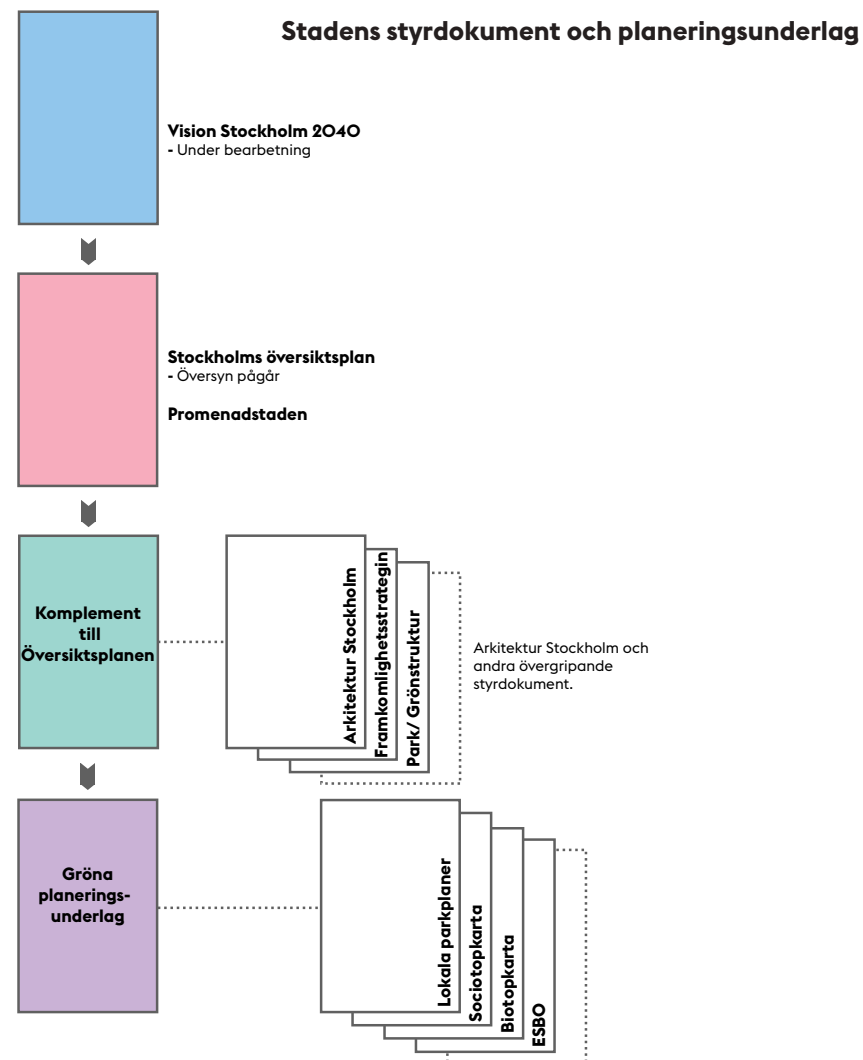 Stadens styrdokument och planeringsunderlag
Vision Stockholm 2040
- Under bearbetning
Stockholms översiktsplan
- Översyn pågår
Promenadstaden
Komplement
till
Översiktsplanen
Arkitektur Stockholm
Framkomlighetsstrategin
Park/ Grönstruktur
Arkitektur Stockholm och
andra övergripande
styrdokument.
Gröna
planerings-
underlag
Lokala parkplaner
Sociotopkarta
Biotopkarta
ESBO